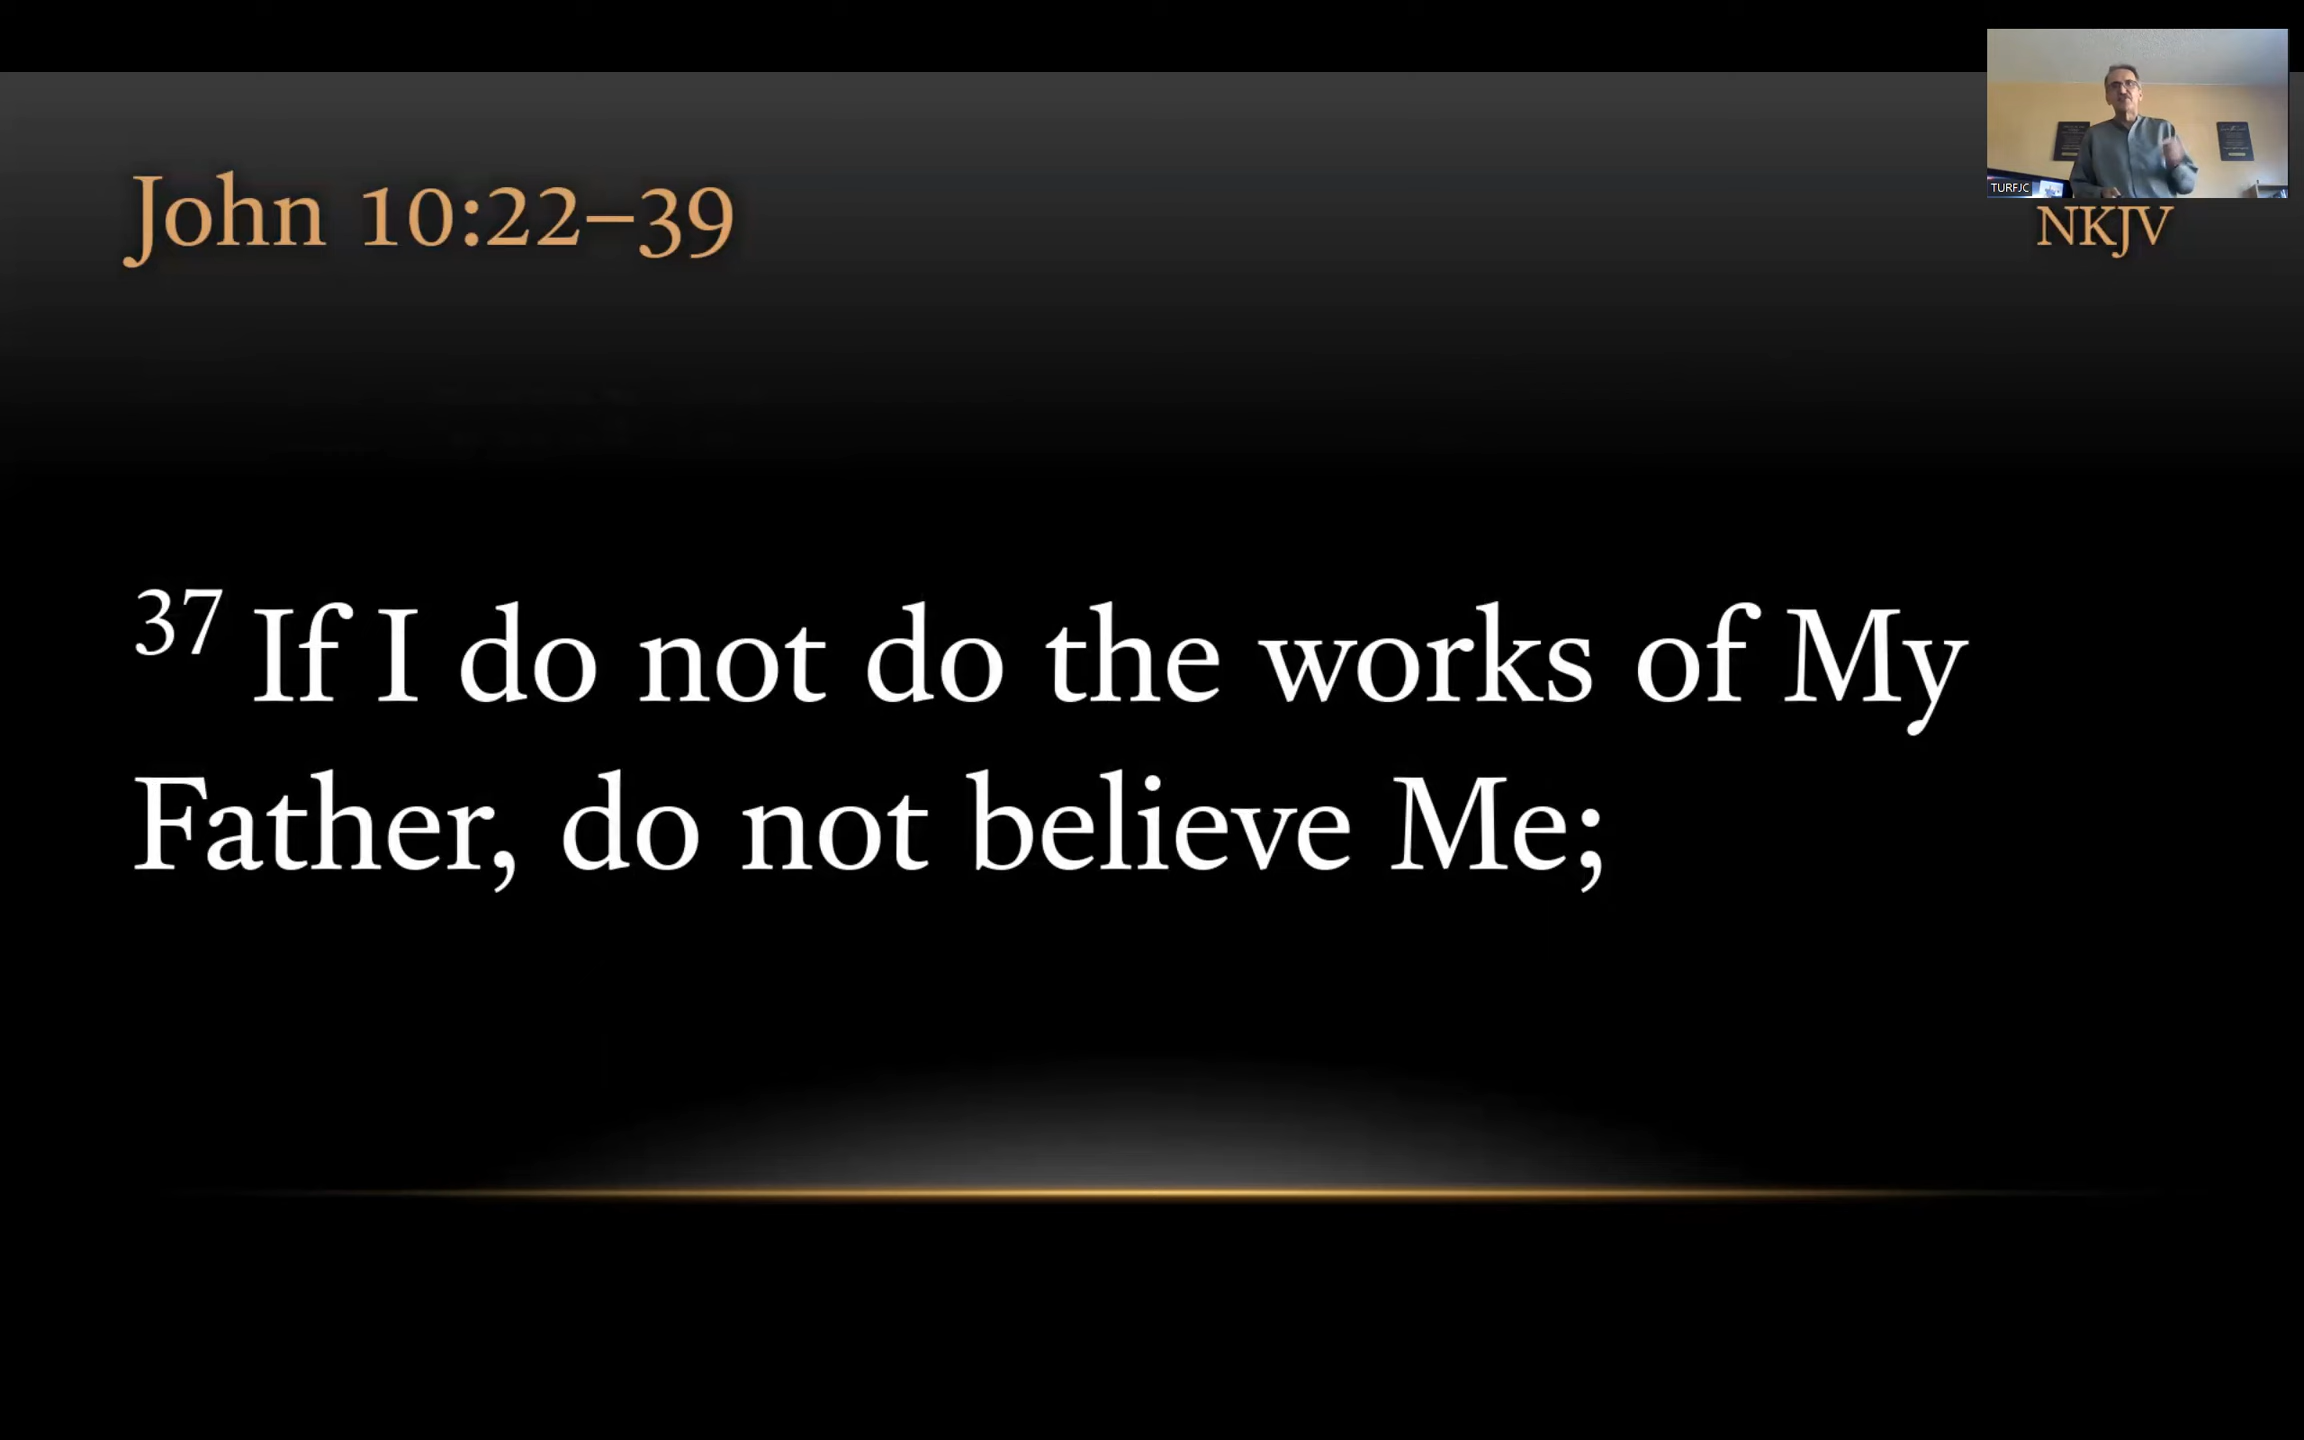 John 10:22–39
TURFJC
NKJV
37 If I do not do the works of My
Father, do not believe Me;